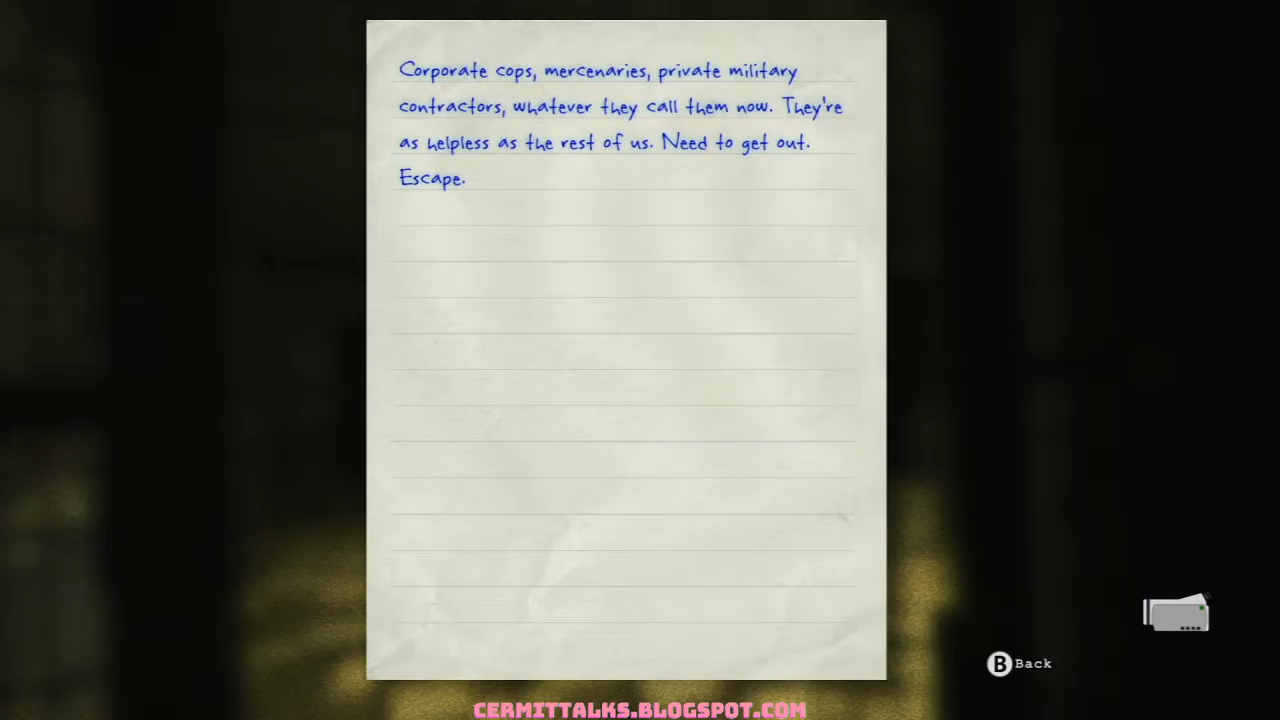 Corporate cops, mercenaries, private military
contractors, whatever they call them now. They're
as helpless as the rest of us. Need to get out.
Escape.
B Back
CERMITTALKS.BLOGSPOT.COM